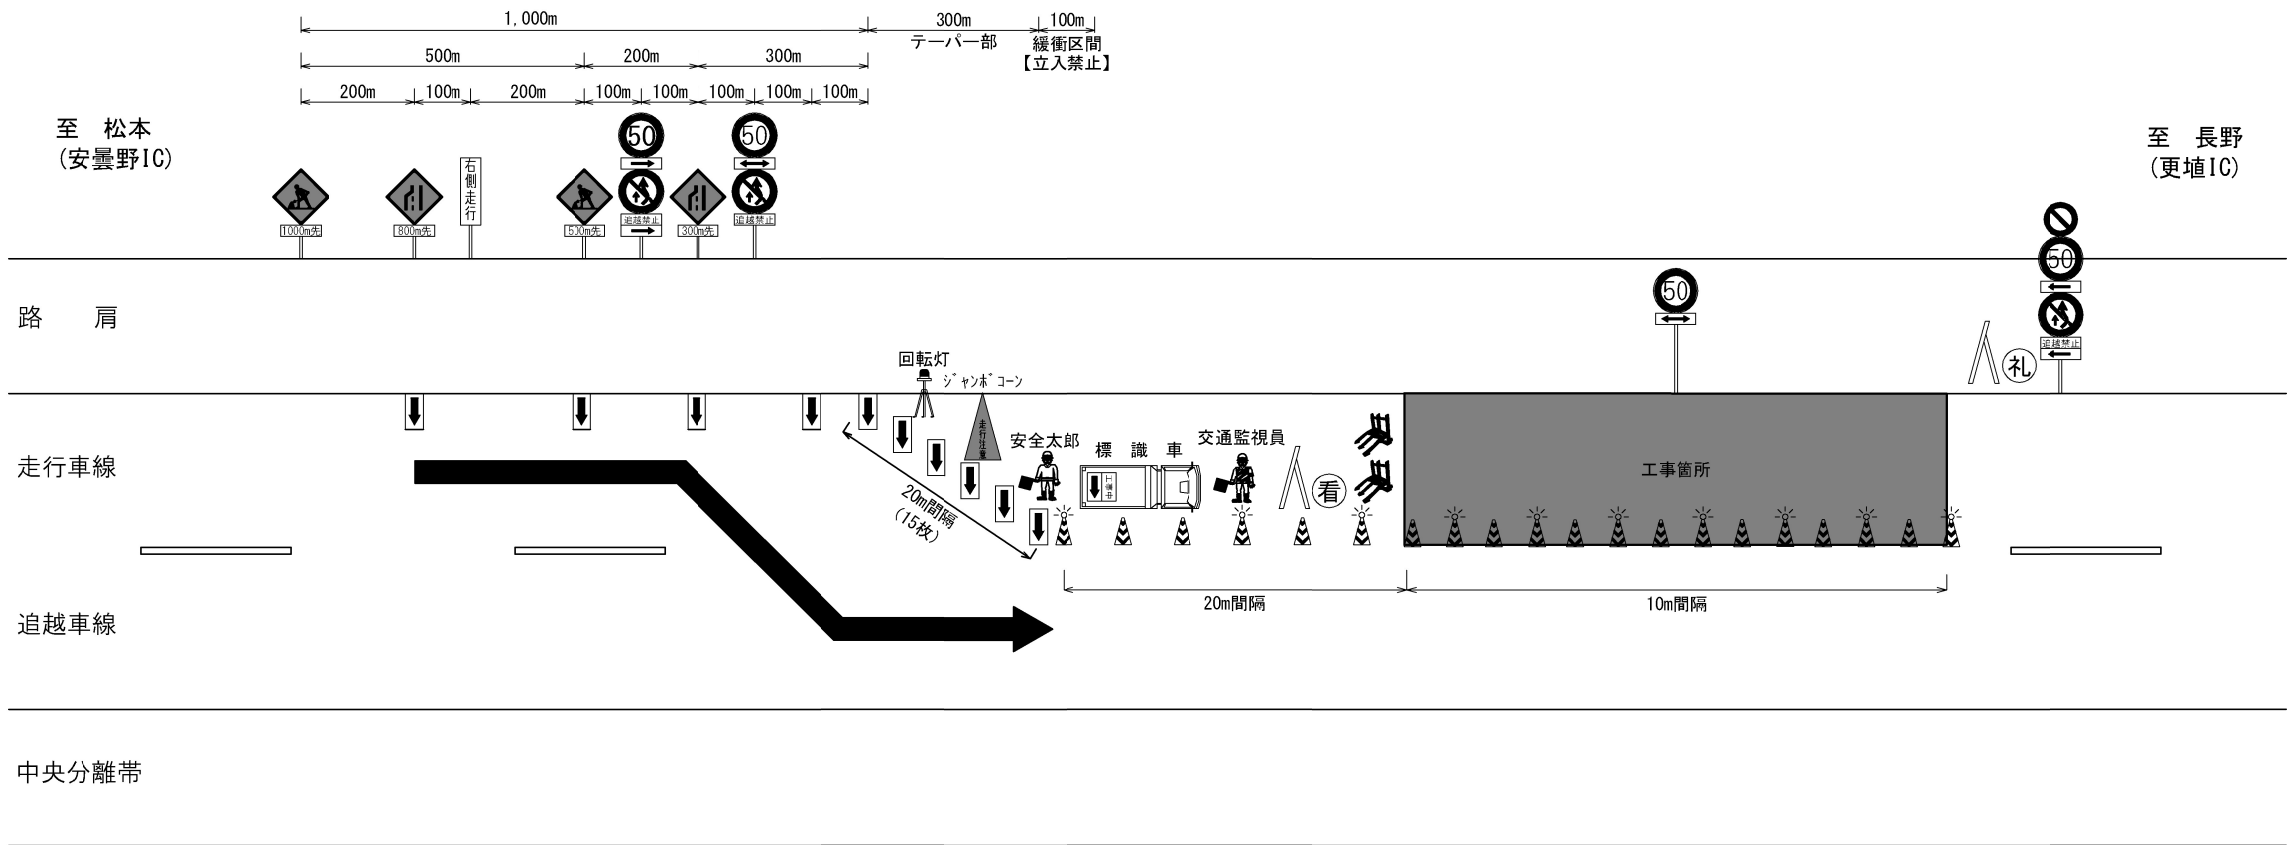 1,000m
300m
100m
テーパー部
緩衝区間
【立入禁止】
500m
200m
300m
200m
100m
200m
100m
100m
100m
100m
100m
至 松本
(安曇野IC)
至 長野
(更埴IC)
1000m先
800m先
右側走行
500m先
50
追越禁止
300m先
50
追越禁止
50
追越禁止
50
路 肩
礼
回転灯
ジャンボコーン
走行注意
走行車線
安全太郎
標識車
交通監視員
看
工事箇所
20m間隔
(15枚)
20m間隔
10m間隔
追越車線
中央分離帯